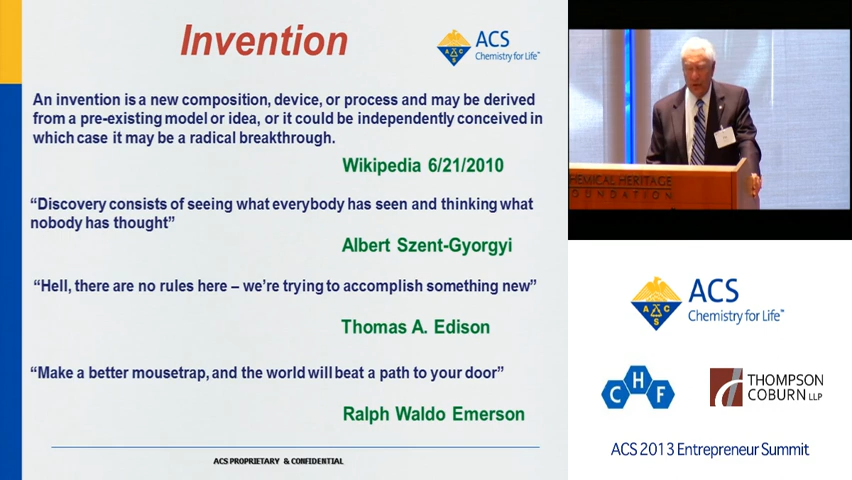 Invention
ACS
Chemistry for Life™
A C S
An invention is a new composition, device, or process and may be derived
from a pre-existing model or idea, or it could be independently conceived in
which case it may be a radical breakthrough.
Wikipedia 6/21/2010
“Discovery consists of seeing what everybody has seen and thinking what
nobody has thought”
Albert Szent-Gyorgyi
“Hell, there are no rules here – we’re trying to accomplish something new”
Thomas A. Edison
“Make a better mousetrap, and the world will beat a path to your door”
Ralph Waldo Emerson
ACS PROPRIETARY & CONFIDENTIAL
CHEMICAL HERITAGE
FOUNDATION
ACS
Chemistry for Life™
A C S
C H F
THOMPSON
COBURN LLP
ACS 2013 Entrepreneur Summit